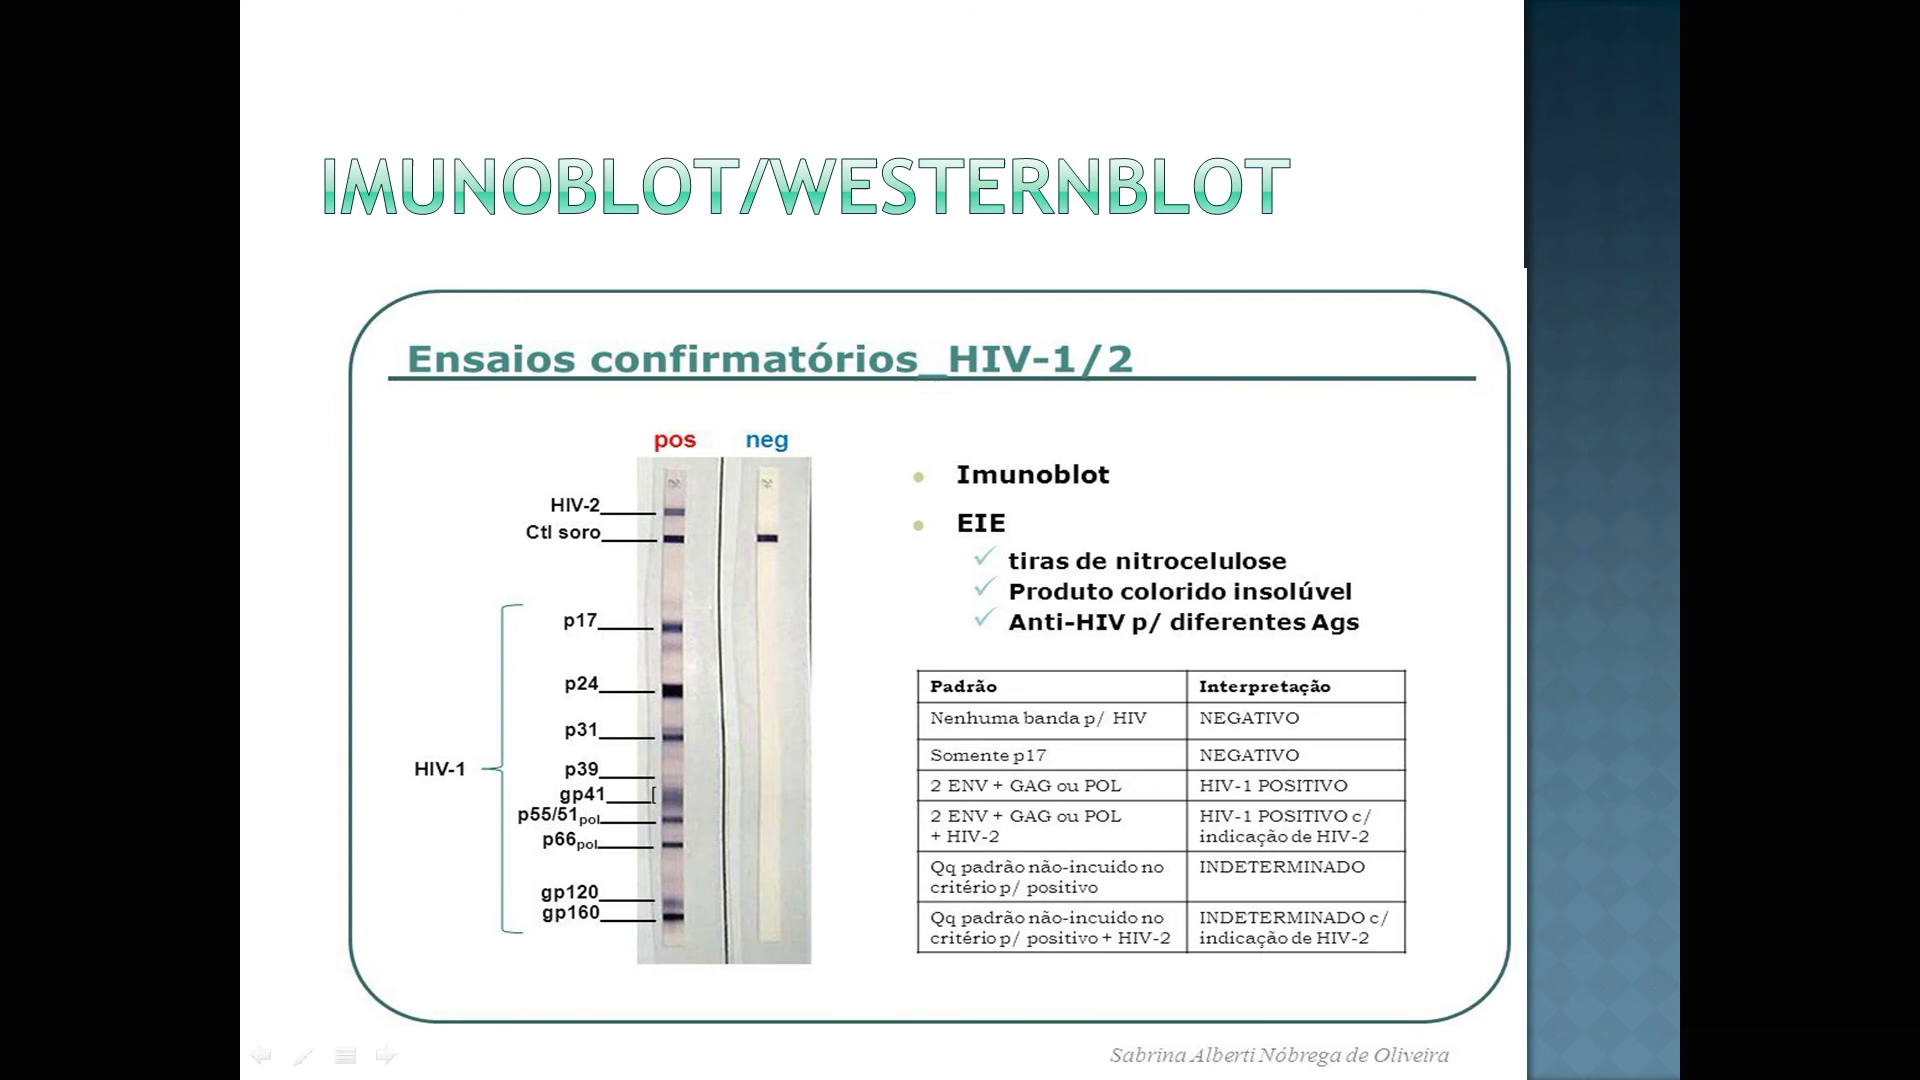 IMUNOBLOT/WESTERNBLOT
Ensaios confirmatórios_HIV-1/2
pos neg
HIV-2
Ctl soro
p17
p24
p31
HIV-1
p39
gp41
p55/51pol
p66pol
gp120
gp160
Imunoblot
EIE
tiras de nitrocelulose
Produto colorido insolúvel
Anti-HIV p/ diferentes Ags
Padrão Interpretação
Nenhuma banda p/ HIV NEGATIVO
Somente p17 NEGATIVO
2 ENV + GAG ou POL HIV-1 POSITIVO
2 ENV + GAG ou POL HIV-1 POSITIVO c/
+ HIV-2 indicação de HIV-2
Qq padrão não-incuido no INDETERMINADO
critério p/ positivo
Qq padrão não-incuido no INDETERMINADO c/
critério p/ positivo + HIV-2 indicação de HIV-2
Sabrina Alberti Nóbrega de Oliveira